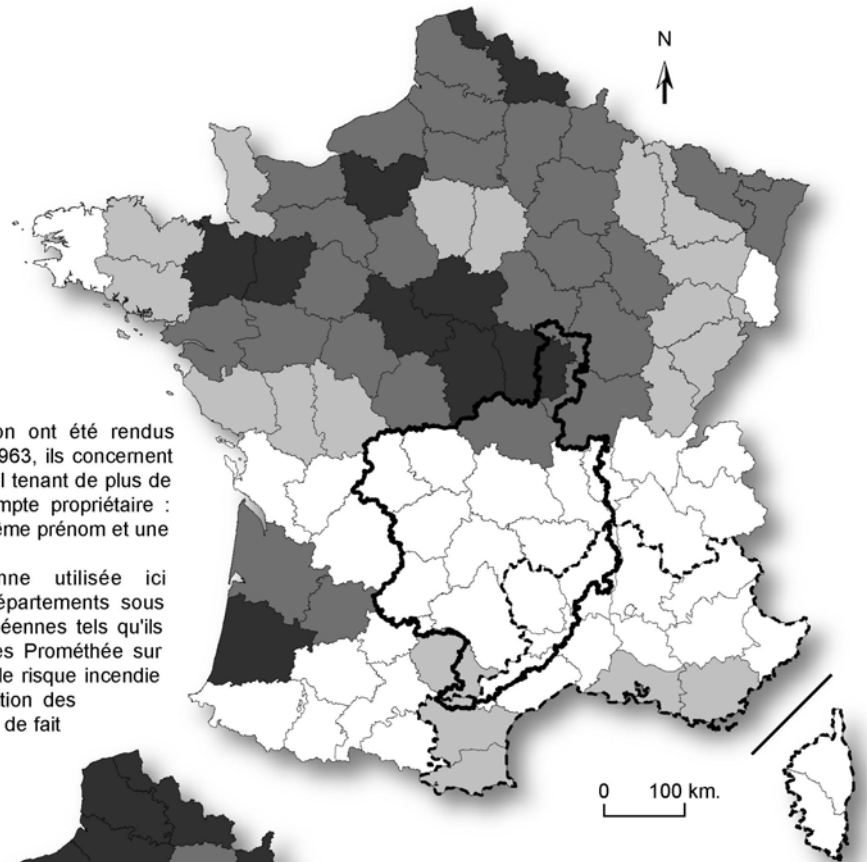 N
on ont été rendus
963, ils concernent
l tenant de plus de
mpte propriétaire :
ême prénom et une
nne utilisée ici
épartements sous
éennes tels qu'ils
es Prométhée sur
le risque incendie
tion des
de fait
0 100 km.